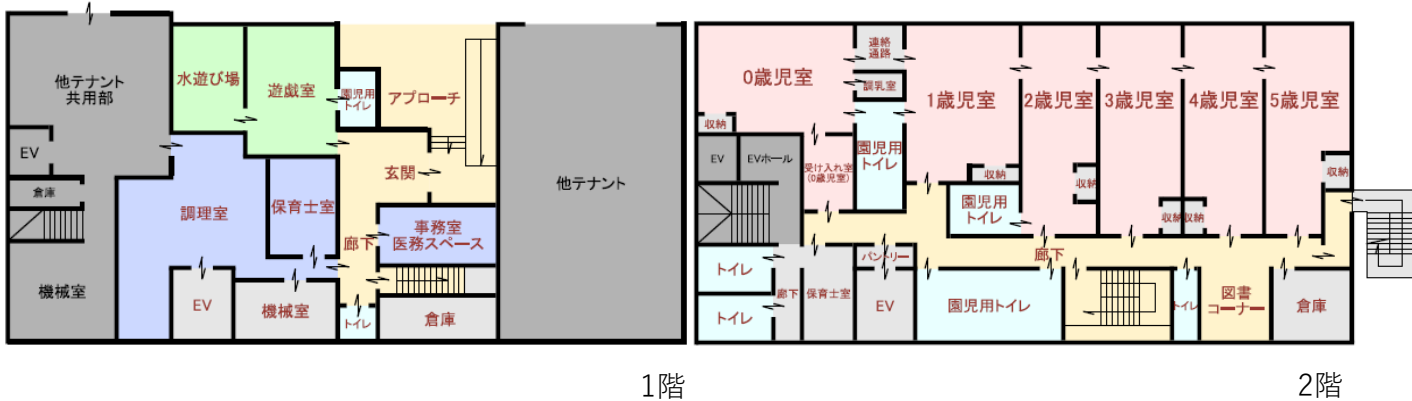 他テナント
共用部
EV
倉庫
機械室
水遊び場
遊戯室
園児用
トイレ
アプローチ
玄関
調理室
保育士室
廊下
事務室
医務スペース
EV
機械室
トイレ
倉庫
他テナント
1階
0歳児室
連絡
通路
調乳室
1歳児室
2歳児室
3歳児室
4歳児室
5歳児室
収納
EV
EVホール
受け入れ室
(0歳児室)
園児用
トイレ
収納
園児用
トイレ
収納
収納
収納
収納
トイレ
トイレ
廊下
保育士室
パントリー
EV
園児用トイレ
廊下
トイレ
図書
コーナー
倉庫
2階